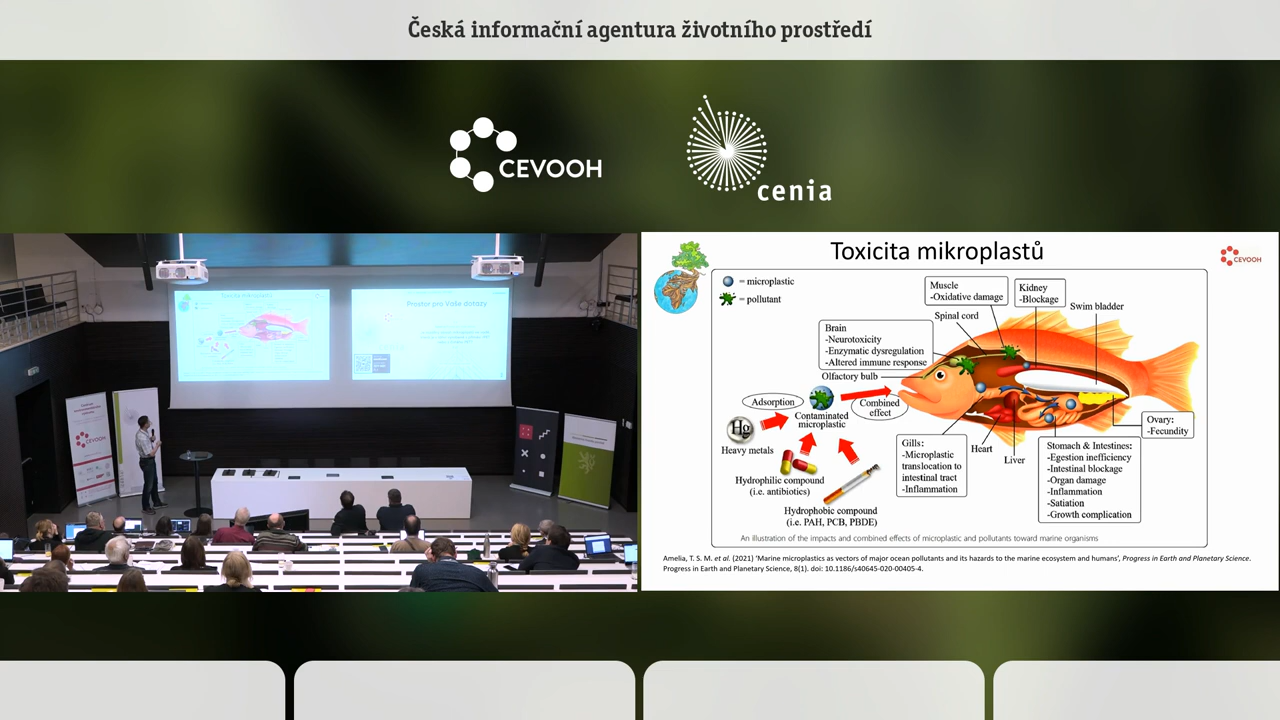 Česká informační agentura životního prostředí
CEVOOH
cenia
Toxicita mikroplastů
Prostor pro Vaše dotazy
Toxicita mikroplastů
CEVOOH
= microplastic
= pollutant
Muscle
-Oxidative damage
Kidney
-Blockage
Swim bladder
Spinal cord
Brain
-Neurotoxicity
-Enzymatic dysregulation
-Altered immune response
Olfactory bulb
Adsorption
Combined
effect
Contaminated
microplastic
Hg
Heavy metals
Hydrophilic compound
(i.e. antibiotics)
Hydrophobic compound
(i.e. PAH, PCB, PBDE)
Gills:
-Microplastic
translocation to
intestinal tract
-Inflammation
Heart
Liver
Stomach & Intestines:
-Egestion inefficiency
-Intestinal blockage
-Organ damage
-Inflammation
-Satiation
-Growth complication
Ovary:
-Fecundity
An illustration of the impacts and combined effects of microplastic and pollutants toward marine organisms
Amelia, T. S. M. et al. (2021) ‘Marine microplastics as vectors of major ocean pollutants and its hazards to the marine ecosystem and humans’, Progress in Earth and Planetary Science.
Progress in Earth and Planetary Science, 8(1). doi: 10.1186/s40645-020-00405-4.